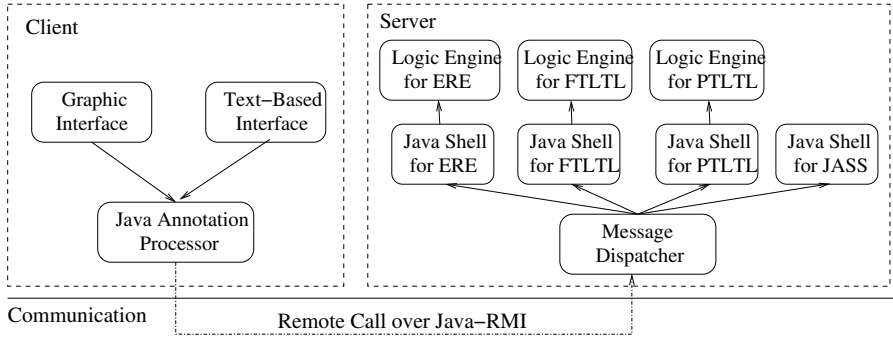 Client
Graphic
Interface
Text−Based
Interface
Java Annotation
Processor
Server
Logic Engine
for ERE
Logic Engine
for FTLTL
Logic Engine
for PTLTL
Java Shell
for ERE
Java Shell
for FTLTL
Java Shell
for PTLTL
Java Shell
for JASS
Message
Dispatcher
Communication
Remote Call over Java−RMI